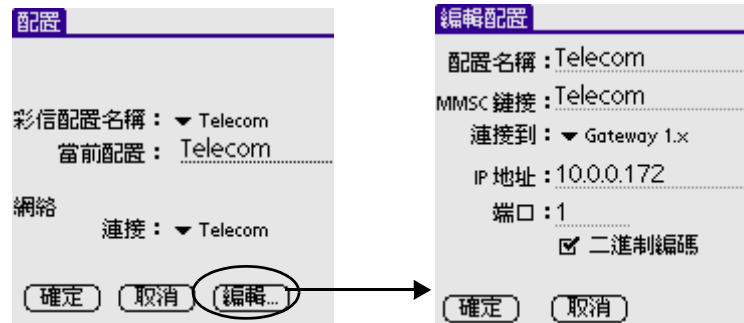 配置
彩信配置名稱： Telecom
當前配置： Telecom
網絡
連接： Telecom
確定 取消 編輯...
編輯配置
配置名稱：Telecom
MMSC 鏈接：Telecom
連接到： Gateway 1.x
IP 地址：10.0.0.172
端口：1
二進制編碼
確定 取消